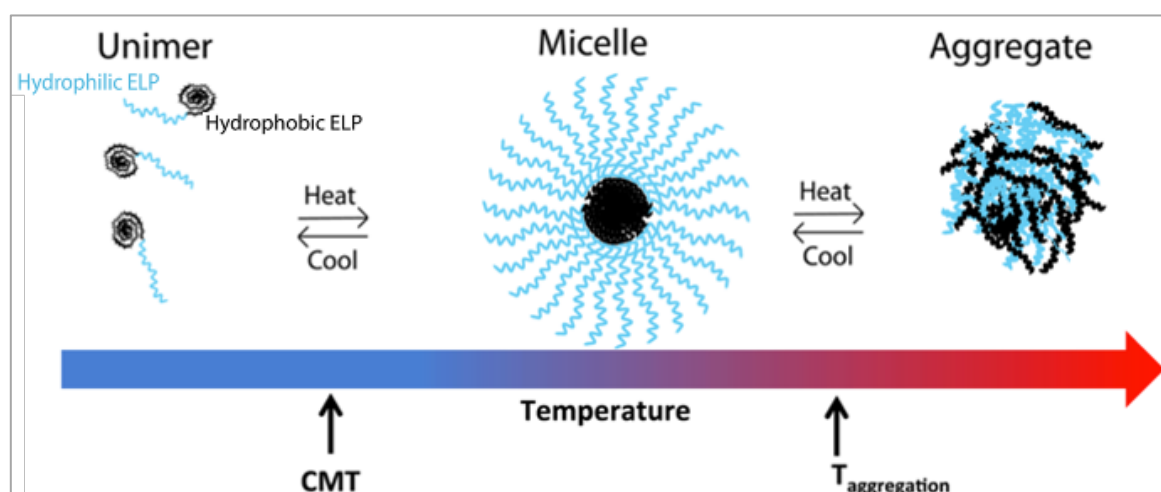 Unimer
Micelle
Aggregate
Hydrophilic ELP
Hydrophobic ELP
Heat
Cool
Heat
Cool
Temperature
CMT
Taggregation